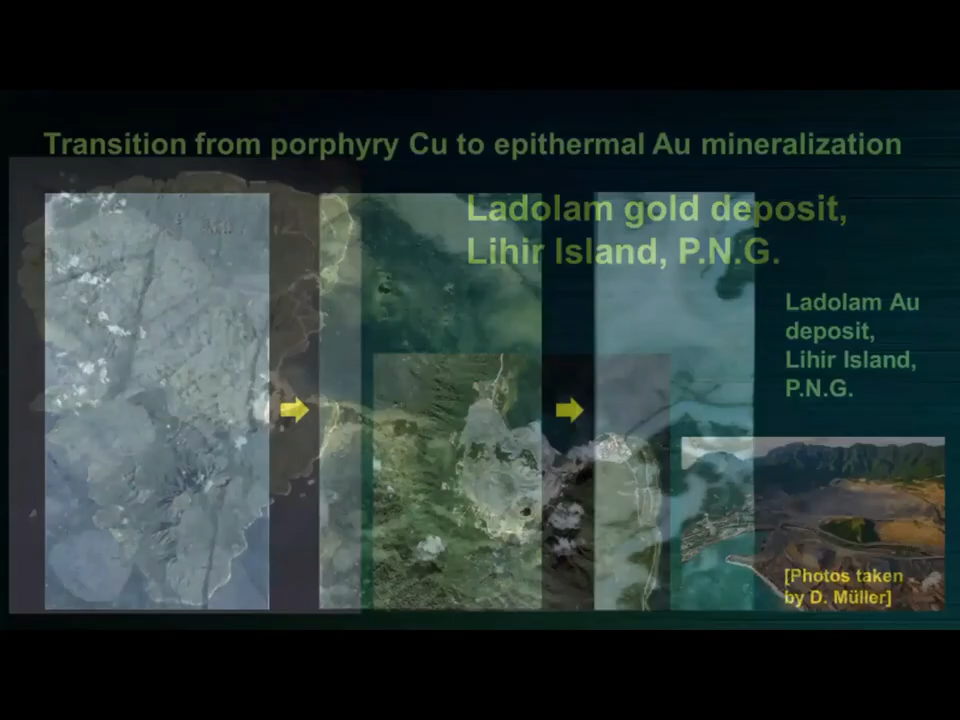 Transition from porphyry Cu to epithermal Au mineralization
Ladolam gold deposit,
Lihir Island, P.N.G.
Ladolam Au
deposit,
Lihir Island,
P.N.G.
[Photos taken
by D. Müller]